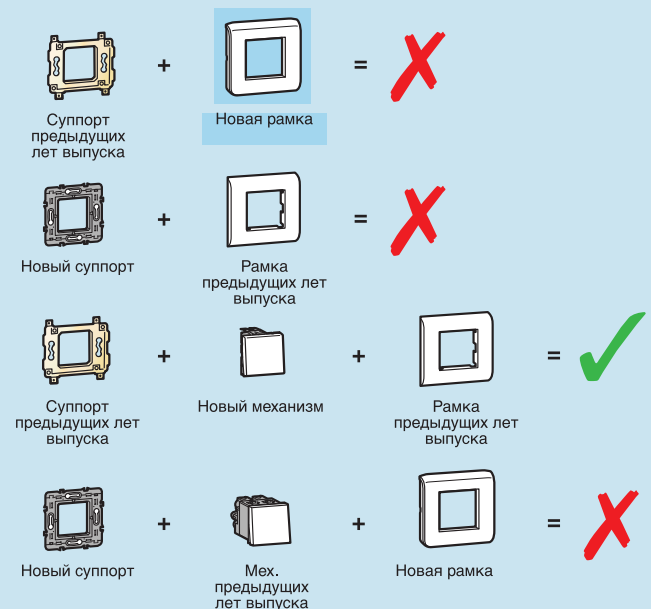 +
=
Суппорт
предыдущих
лет выпуска
Новая рамка
+
=
Новый суппорт
Рамка
предыдущих лет
выпуска
+
+
=
Суппорт
предыдущих лет
выпуска
Новый механизм
Рамка
предыдущих лет
выпуска
+
+
=
Новый суппорт
Мех.
предыдущих
лет выпуска
Новая рамка